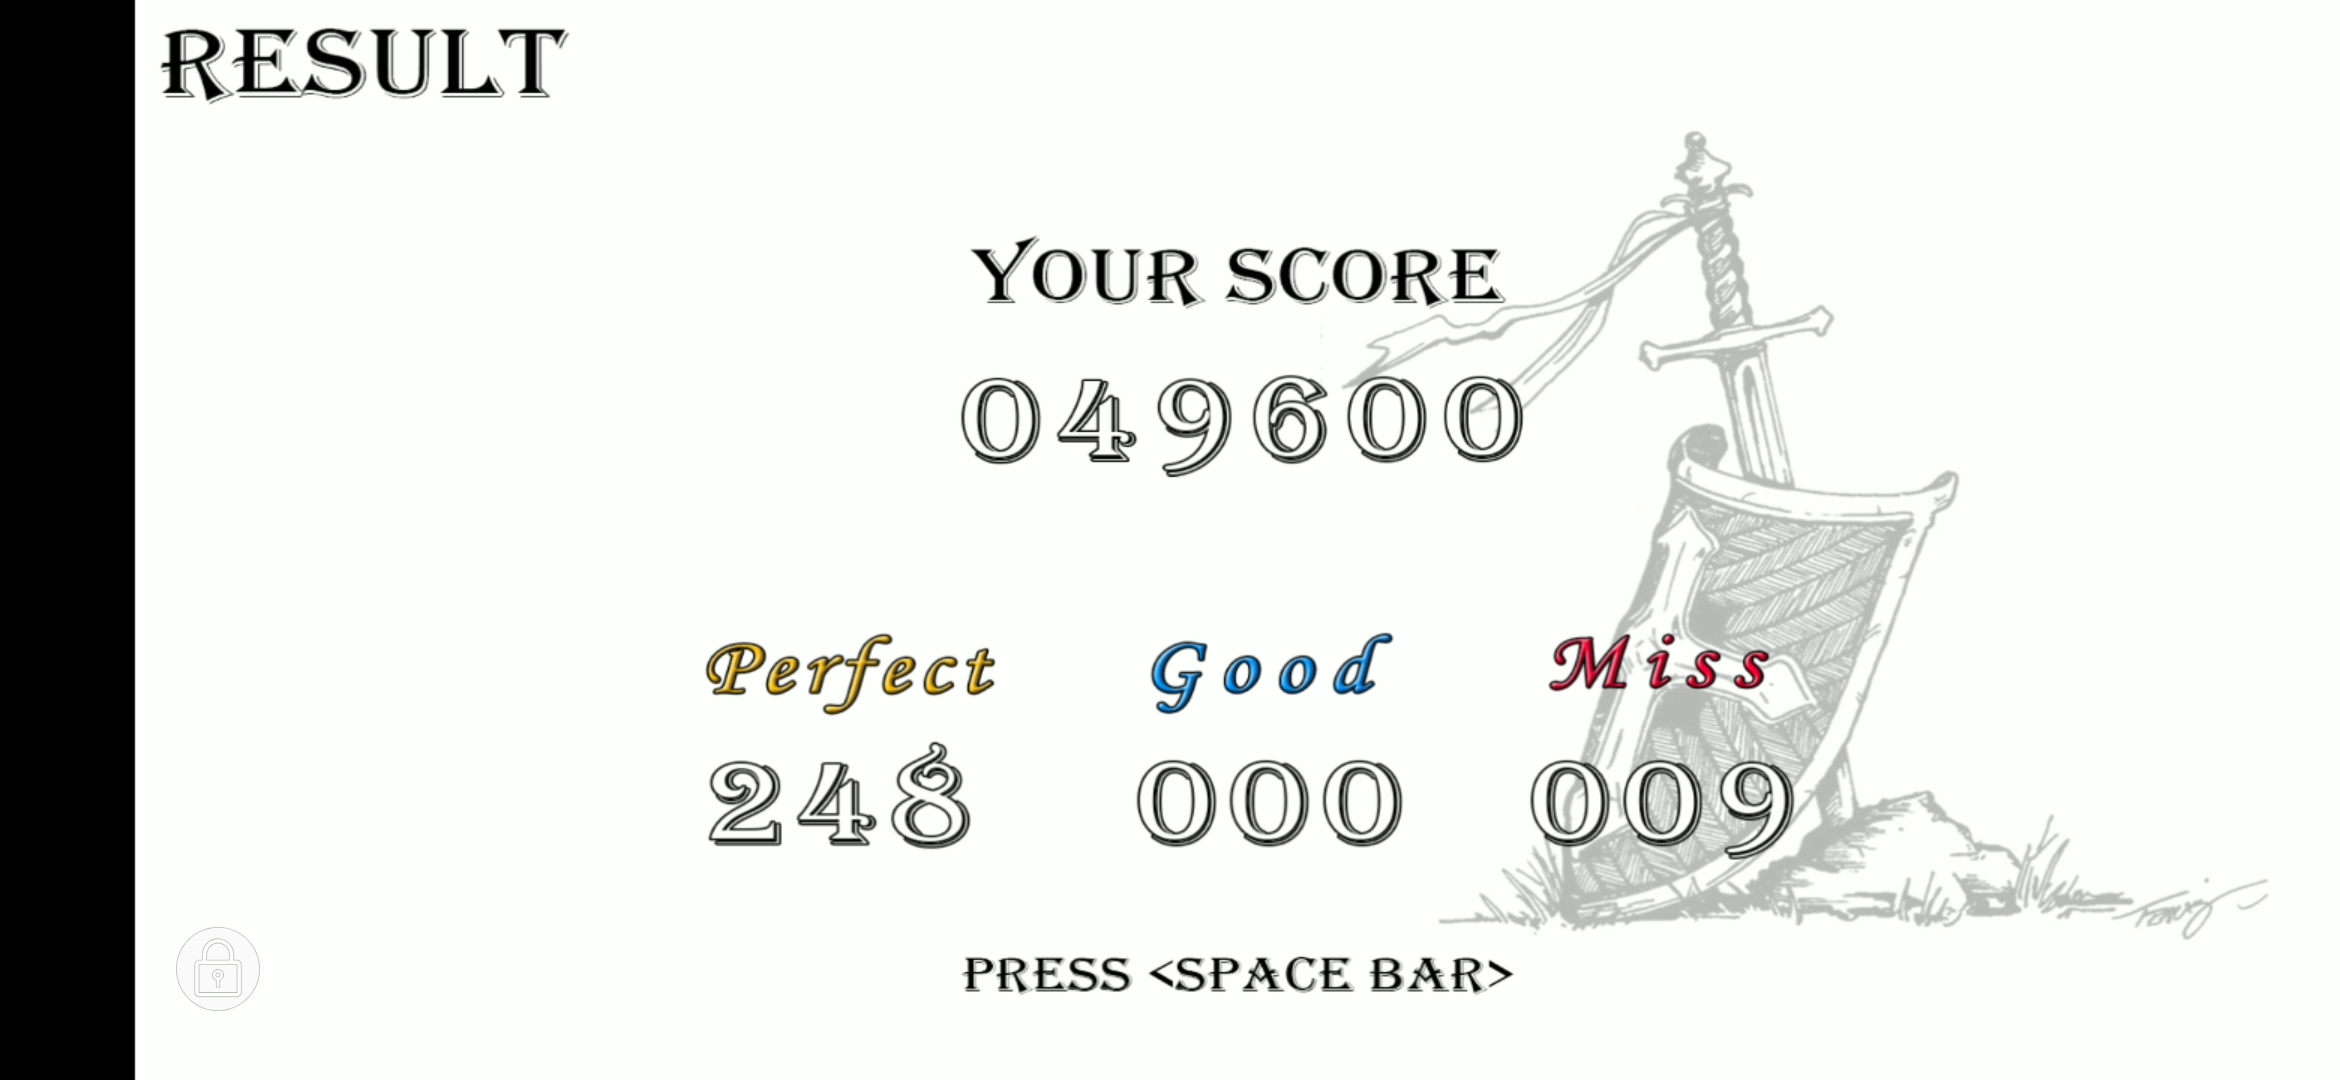 RESULT
YOUR SCORE
049600
Perfect Good Miss
248 000 009
PRESS <SPACE BAR>